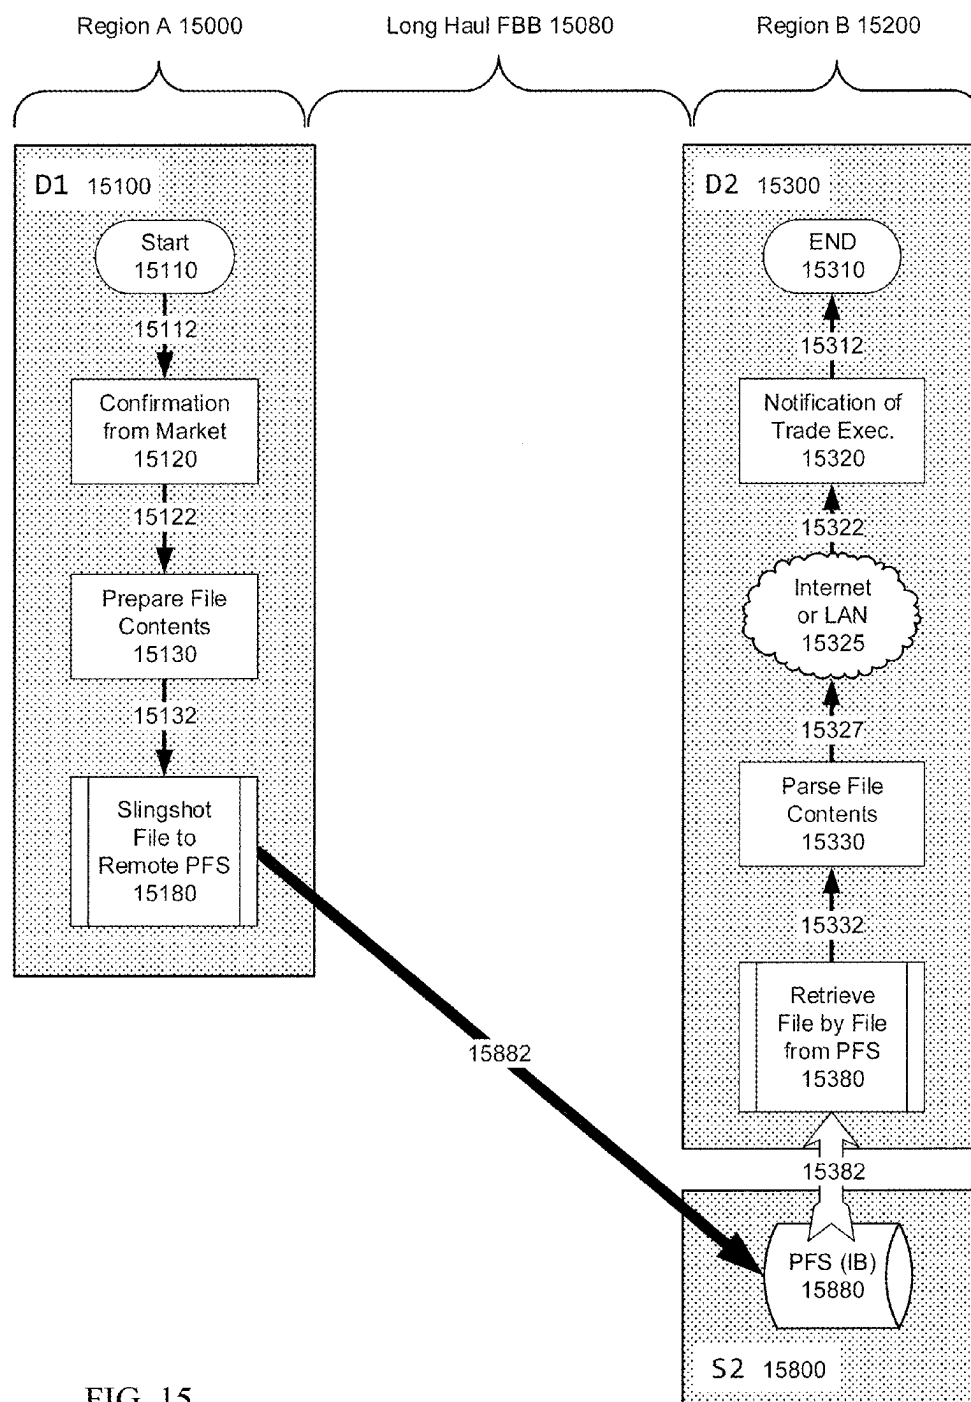 Region A 15000
Long Haul FBB 15080
Region B 15200
D1 15100
Start
15110
15112
Confirmation
from Market
15120
15122
Prepare File
Contents
15130
15132
Slingshot
File to
Remote PFS
15180
15882
D2 15300
END
15310
15312
Notification of
Trade Exec.
15320
15322
Internet
or LAN
15325
15327
Parse File
Contents
15330
15332
Retrieve
File by File
from PFS
15380
15382
PFS (IB)
15880
S2 15800
FIG. 15